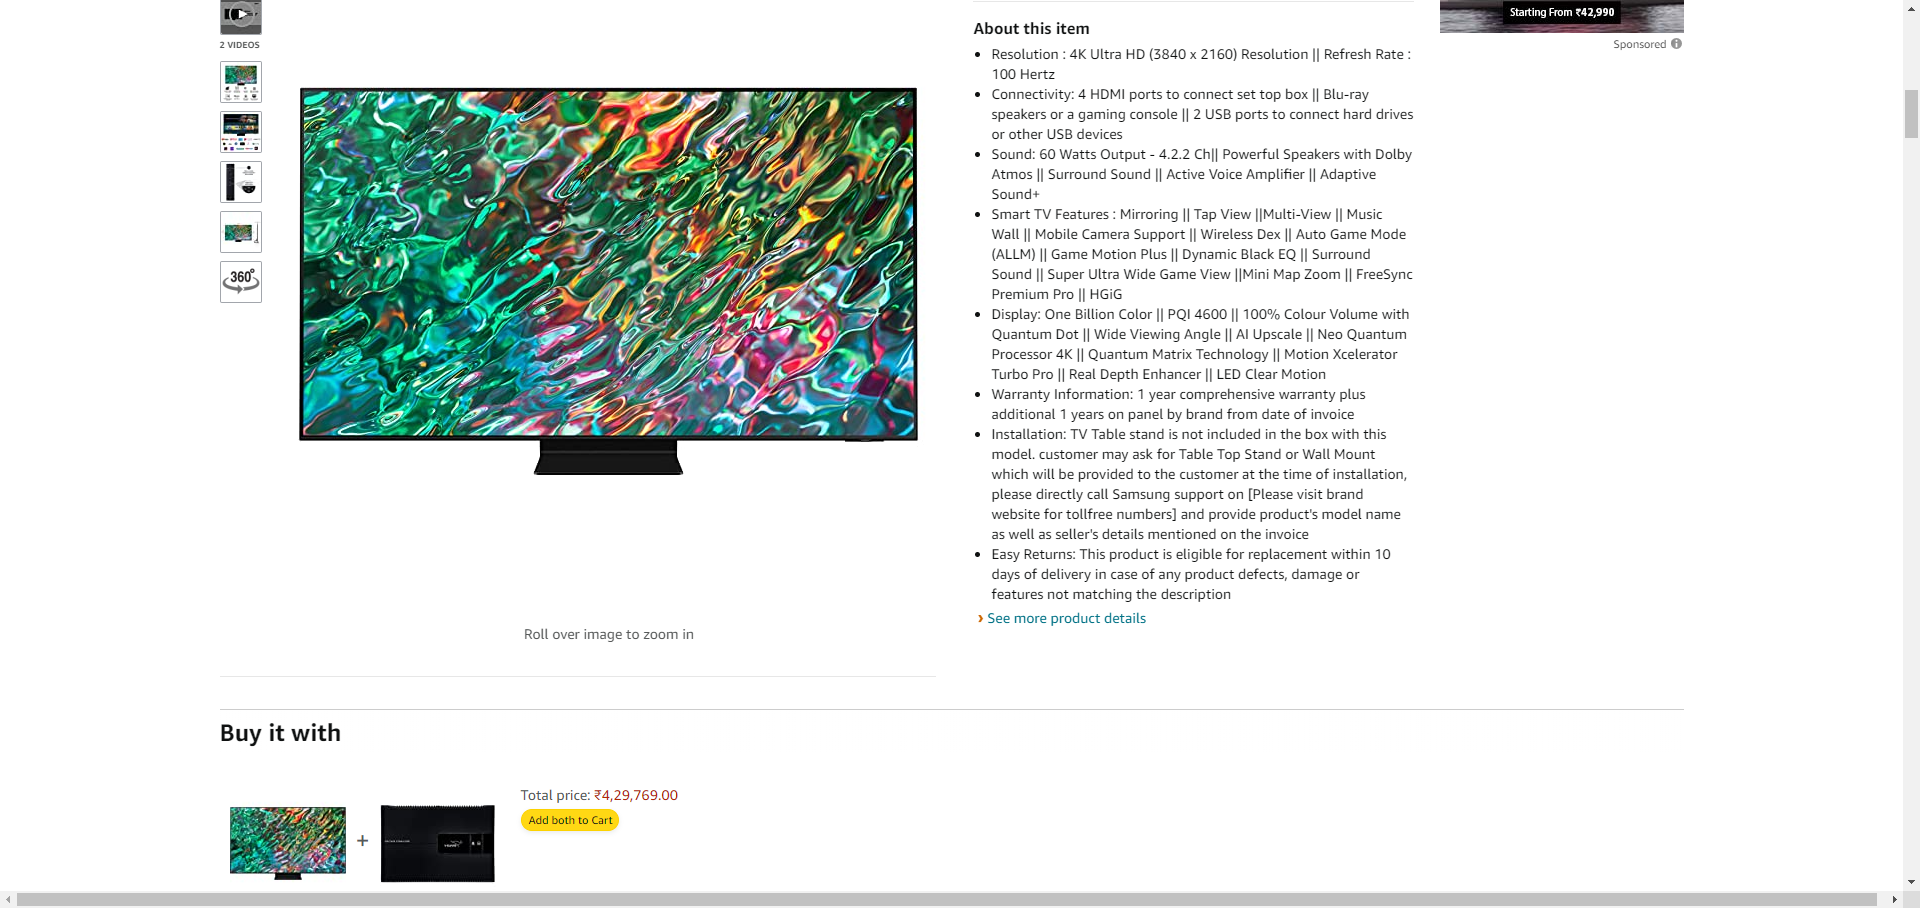 2 VIDEOS
360°
Roll over image to zoom in
About this item
Resolution : 4K Ultra HD (3840 x 2160) Resolution || Refresh Rate :
100 Hertz
Connectivity: 4 HDMI ports to connect set top box || Blu-ray
speakers or a gaming console || 2 USB ports to connect hard drives
or other USB devices
Sound: 60 Watts Output - 4.2.2 Ch|| Powerful Speakers with Dolby
Atmos || Surround Sound || Active Voice Amplifier || Adaptive
Sound+
Smart TV Features : Mirroring || Tap View ||Multi-View || Music
Wall || Mobile Camera Support || Wireless Dex || Auto Game Mode
(ALLM) || Game Motion Plus || Dynamic Black EQ || Surround
Sound || Super Ultra Wide Game View ||Mini Map Zoom || FreeSync
Premium Pro || HGiG
Display: One Billion Color || PQI 4600 || 100% Colour Volume with
Quantum Dot || Wide Viewing Angle || AI Upscale || Neo Quantum
Processor 4K || Quantum Matrix Technology || Motion Xcelerator
Turbo Pro || Real Depth Enhancer || LED Clear Motion
Warranty Information: 1 year comprehensive warranty plus
additional 1 years on panel by brand from date of invoice
Installation: TV Table stand is not included in the box with this
model. customer may ask for Table Top Stand or Wall Mount
which will be provided to the customer at the time of installation,
please directly call Samsung support on [Please visit brand
website for tollfree numbers] and provide product's model name
as well as seller's details mentioned on the invoice
Easy Returns: This product is eligible for replacement within 10
days of delivery in case of any product defects, damage or
features not matching the description
› See more product details
Starting From ₹42,990
Sponsored
Buy it with
+
Total price: ₹4,29,769.00
Add both to Cart